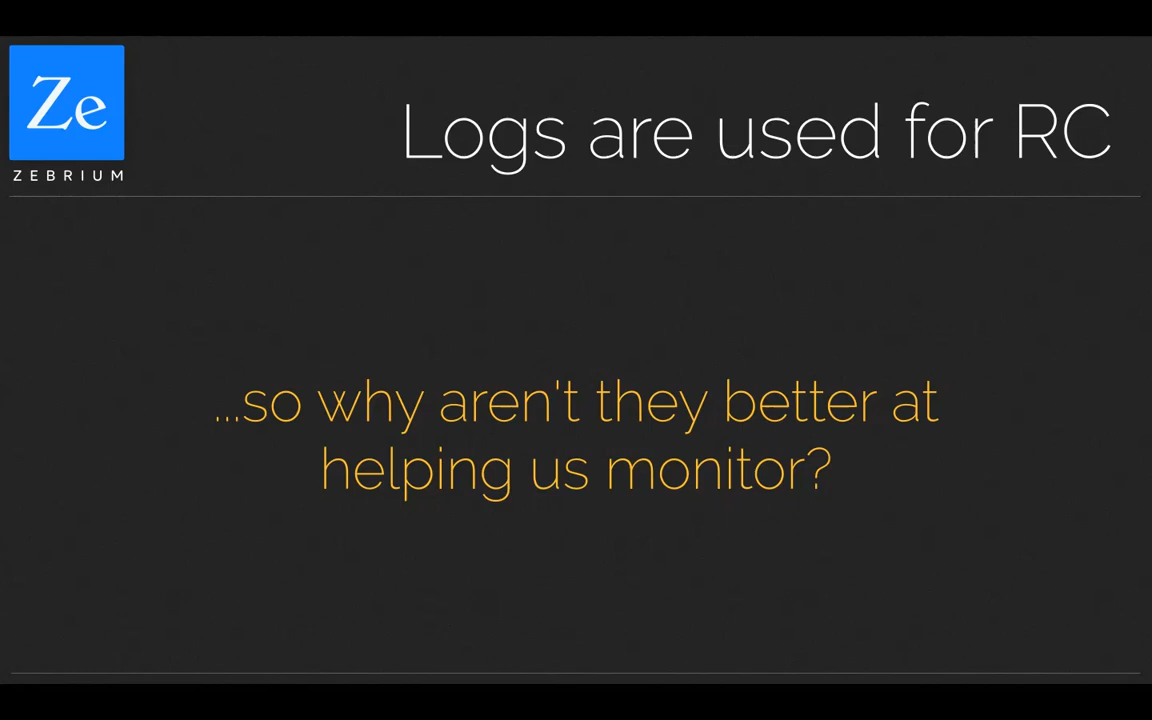 Ze
ZEBRIUM
Logs are used for RC
...so why aren't they better at
helping us monitor?